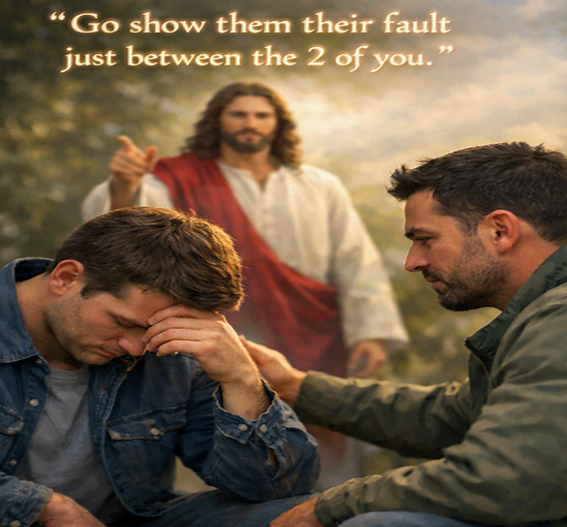 “Go show them their fault
just between the 2 of you.”